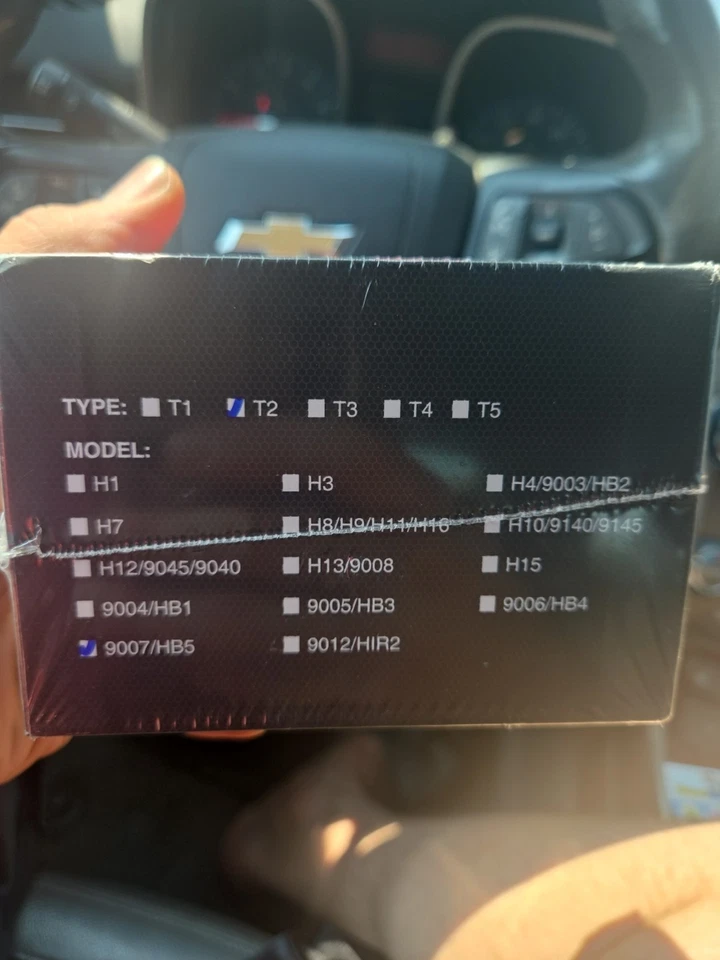 TYPE: T1 T2 T3 T4 T5
MODEL:
H1 H3 H4/9003/HB2
H7 H8/H9/H11/H16 H10/9140/9145
H12/9045/9040 H13/9008 H15
9004/HB1 9005/HB3 9006/HB4
9007/HB5 9012/HIR2